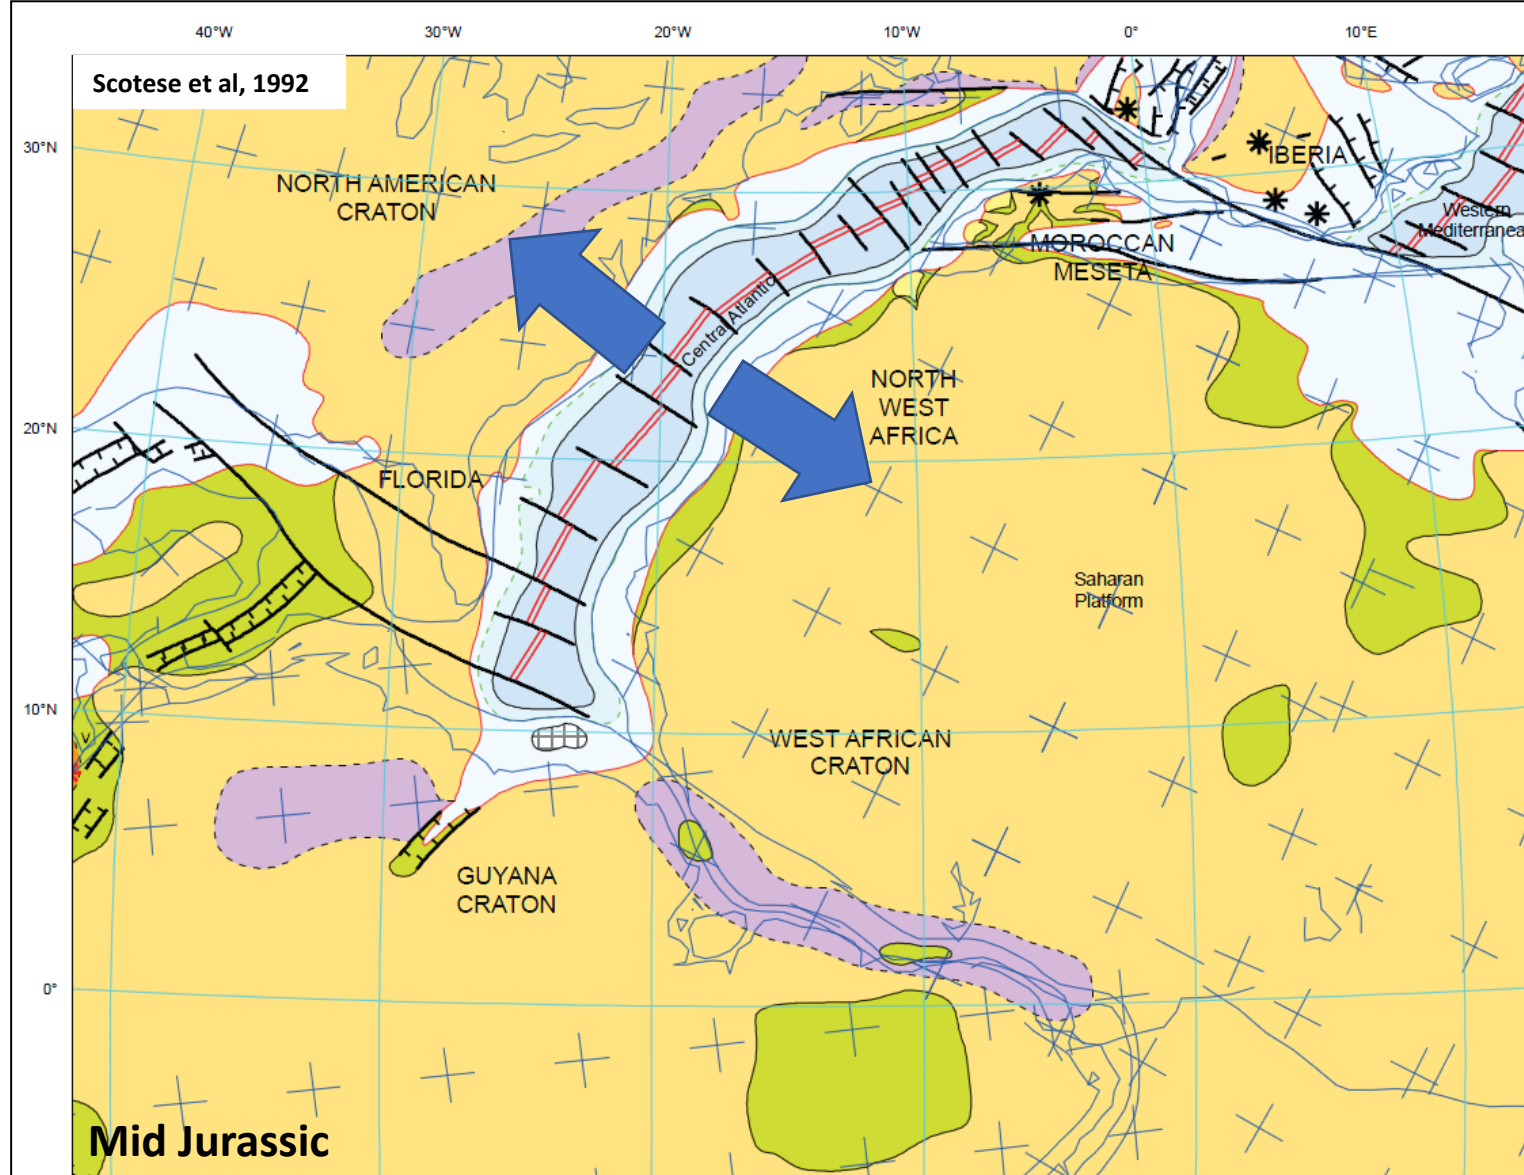 40°W
30°W
20°W
10°W
0°
10°E
Scotese et al, 1992
30°N
IBERIA
NORTH AMERICAN
CRATON
Western
Mediterranea
MOROCCAN
MESETA
Central Atlantic
NORTH
WEST
AFRICA
20°N
FLORIDA
Saharan
Platform
10°N
v
WEST AFRICAN
CRATON
GUYANA
CRATON
0°
Mid Jurassic